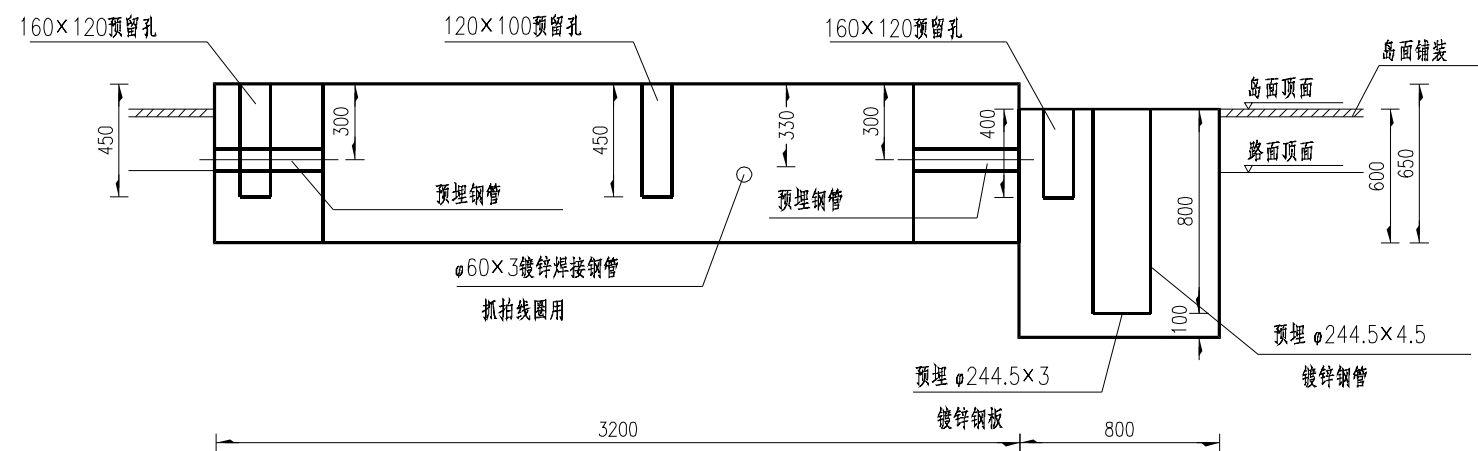 160×120预留孔
120×100预留孔
160×120预留孔
岛面铺装
岛面顶面
路面顶面
450
300
450
330
300
400
800
600
650
预埋钢管
预埋钢管
φ60×3镀锌焊接钢管
抓拍线圈用
100
预埋 φ244.5×4.5
镀锌钢管
预埋 φ244.5×3
镀锌钢板
3200
800